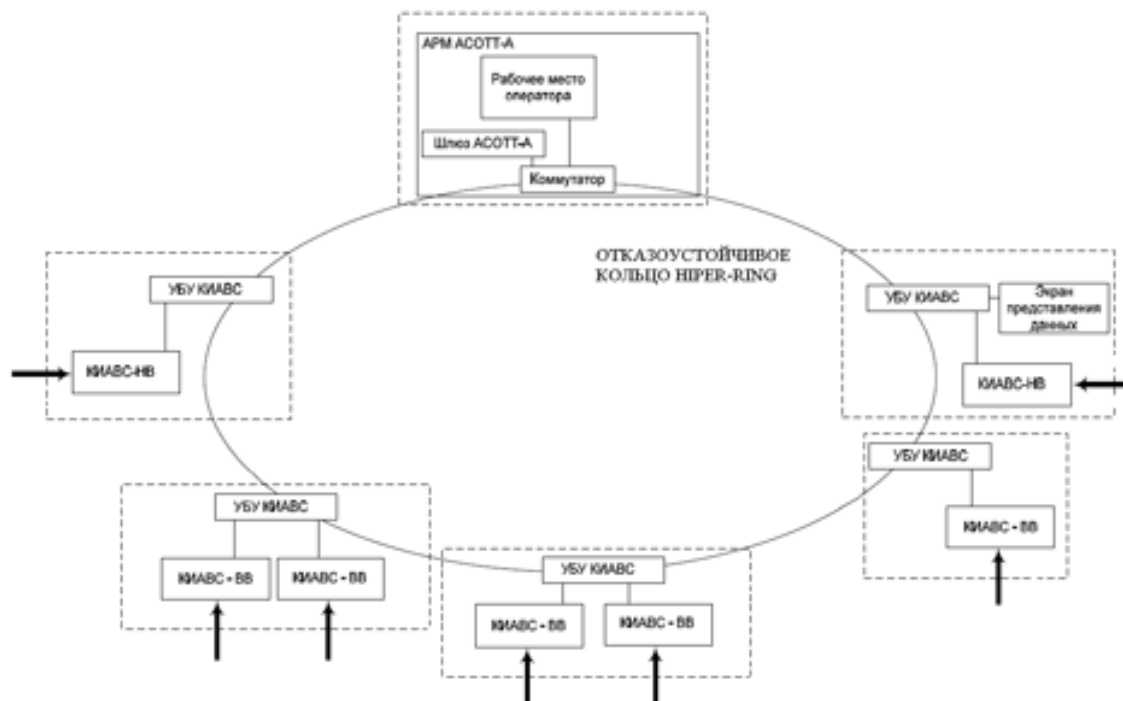 АРМ АСОТТ-А
Рабочее место
оператора
Шлюз АСОТТ-А
Коммутатор
ОТКАЗОУСТОЙЧИВОЕ
КОЛЬЦО HIPER-RING
УБУ КИАВС
КИАВС-НВ
УБУ КИАВС
Экран
представления
данных
КИАВС-НВ
УБУ КИАВС
КИАВС - ВВ
УБУ КИАВС
КИАВС - ВВ
КИАВС - ВВ
УБУ КИАВС
КИАВС - ВВ
КИАВС - ВВ